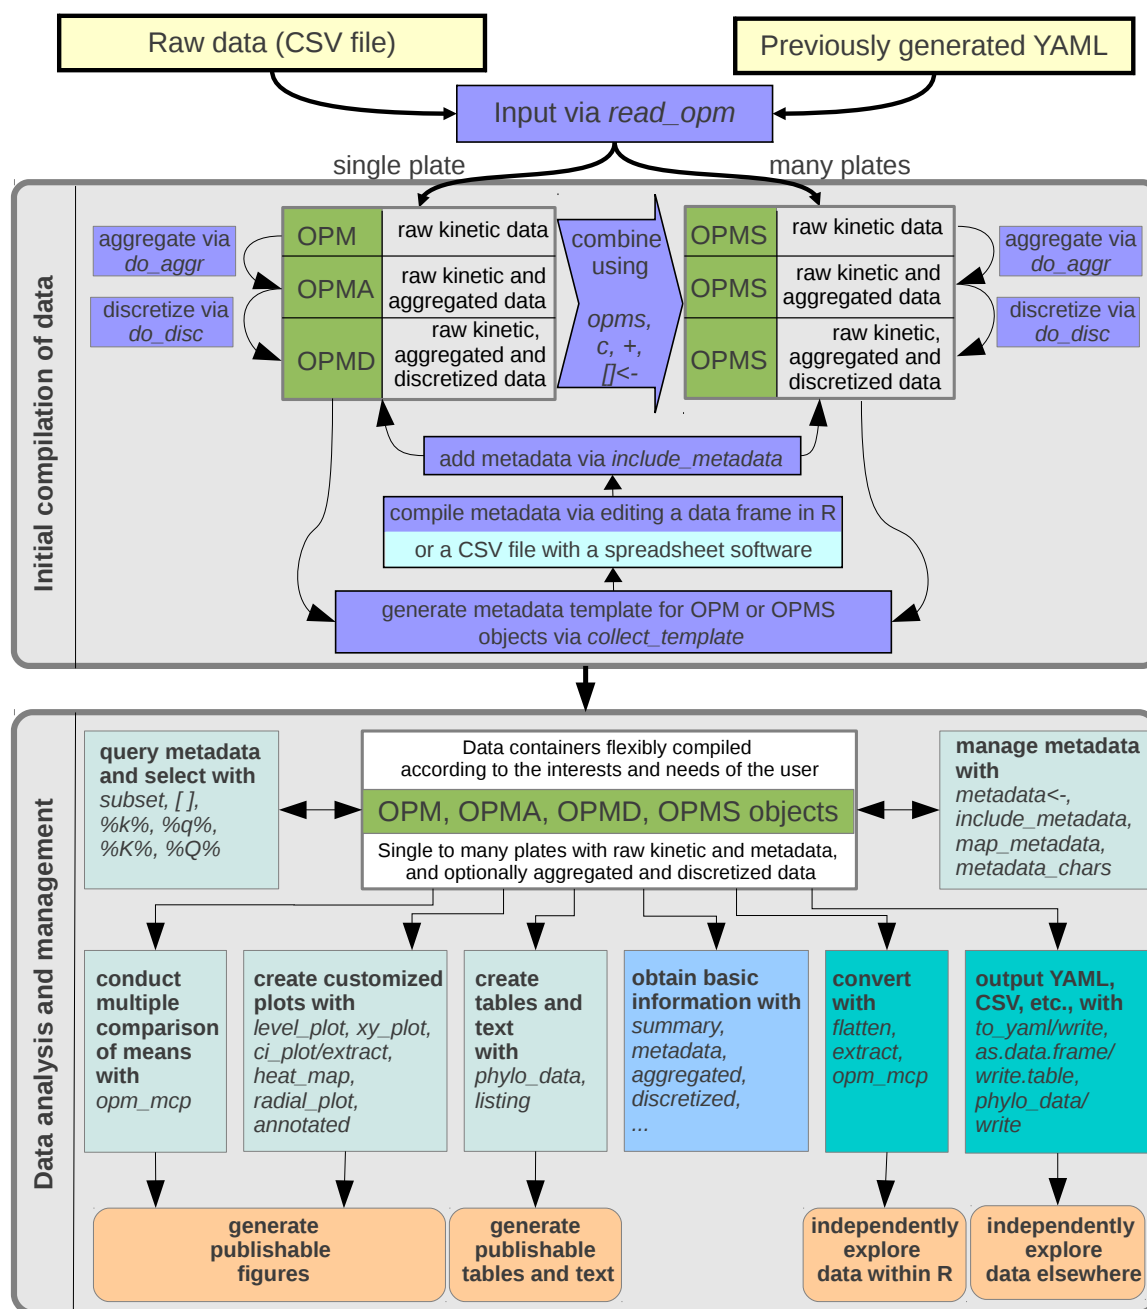 Raw data (CSV file)
Previously generated YAML
Input via read_opm
single plate
many plates
Initial compilation of data
aggregate via
do_aggr
discretize via
do_disc
OPM
raw kinetic data
OPMA
raw kinetic and
aggregated data
OPMD
raw kinetic,
aggregated and
discretized data
combine
using
opms,
c, +,
[]<-
OPMS
raw kinetic data
OPMS
raw kinetic and
aggregated data
OPMS
raw kinetic,
aggregated and
discretized data
aggregate via
do_aggr
discretize via
do_disc
add metadata via include_metadata
compile metadata via editing a data frame in R
or a CSV file with a spreadsheet software
generate metadata template for OPM or OPMS
objects via collect_template
Data analysis and management
query metadata
and select with
subset, [ ],
%k%, %q%,
%K%, %Q%
Data containers flexibly compiled
according to the interests and needs of the user
OPM, OPMA, OPMD, OPMS objects
Single to many plates with raw kinetic and metadata,
and optionally aggregated and discretized data
manage metadata
with
metadata<-,
include_metadata,
map_metadata,
metadata_chars
conduct
multiple
comparison
of means
with
opm_mcp
create customized
plots with
level_plot, xy_plot,
ci_plot/extract,
heat_map,
radial_plot,
annotated
create
tables and
text
with
phylo_data,
listing
obtain basic
information with
summary,
metadata,
aggregated,
discretized,
...
convert
with
flatten,
extract,
opm_mcp
output YAML,
CSV, etc., with
to_yaml/write,
as.data.frame/
write.table,
phylo_data/
write
generate
publishable
figures
generate
publishable
tables and text
independently
explore
data within R
independently
explore
data elsewhere